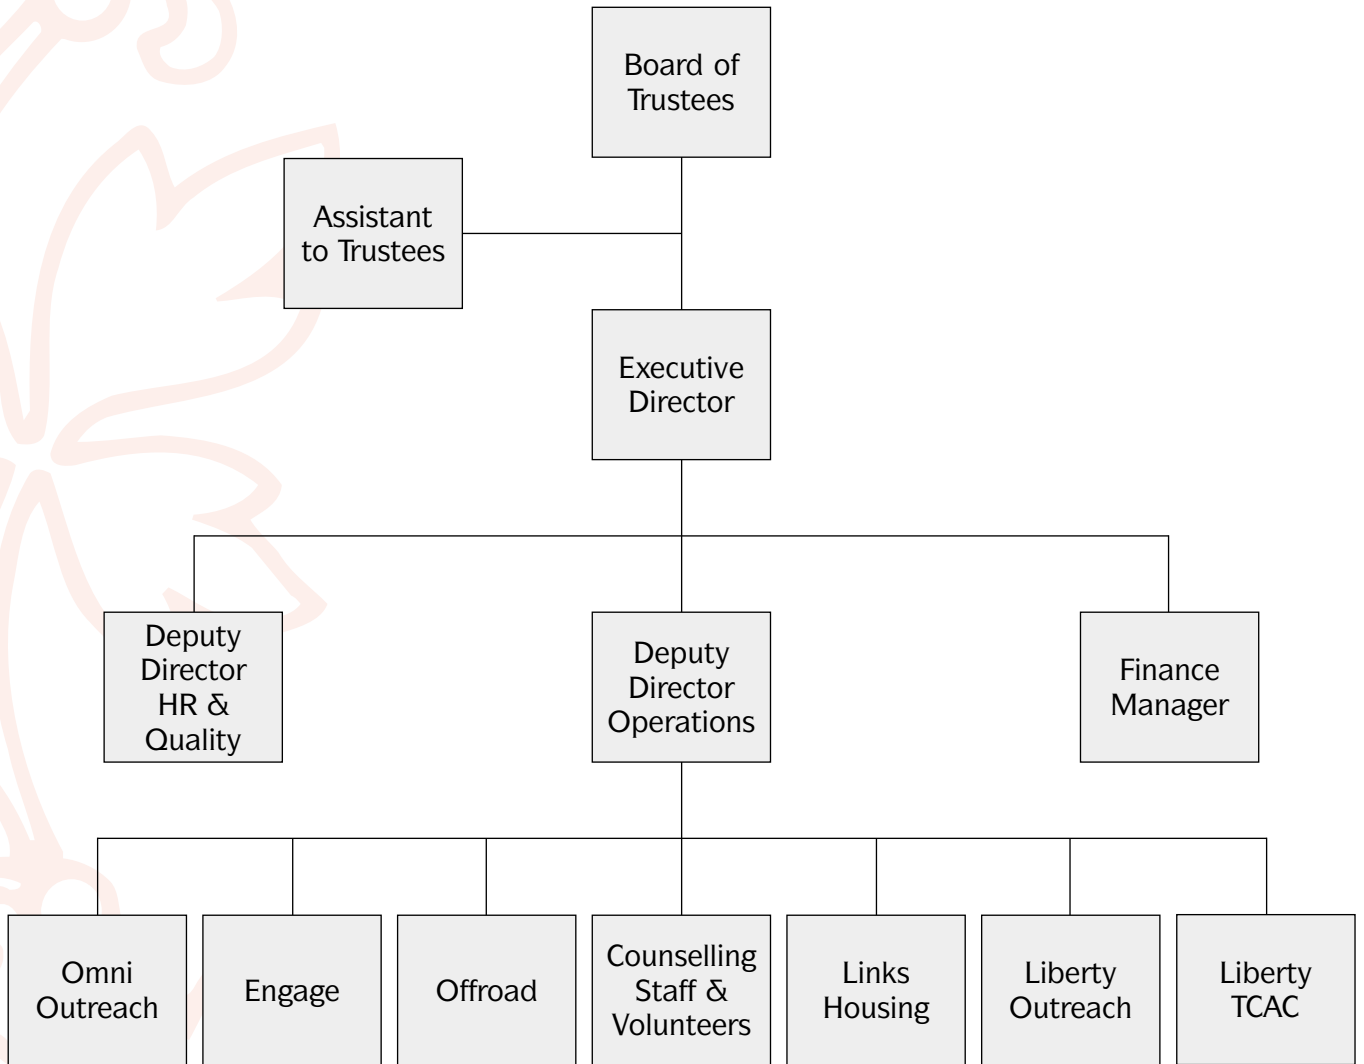 Board of
Trustees
Assistant
to Trustees
Executive
Director
Deputy
Director
HR &
Quality
Deputy
Director
Operations
Finance
Manager
Omni
Outreach
Engage
Offroad
Counselling
Staff &
Volunteers
Links
Housing
Liberty
Outreach
Liberty
TCAC